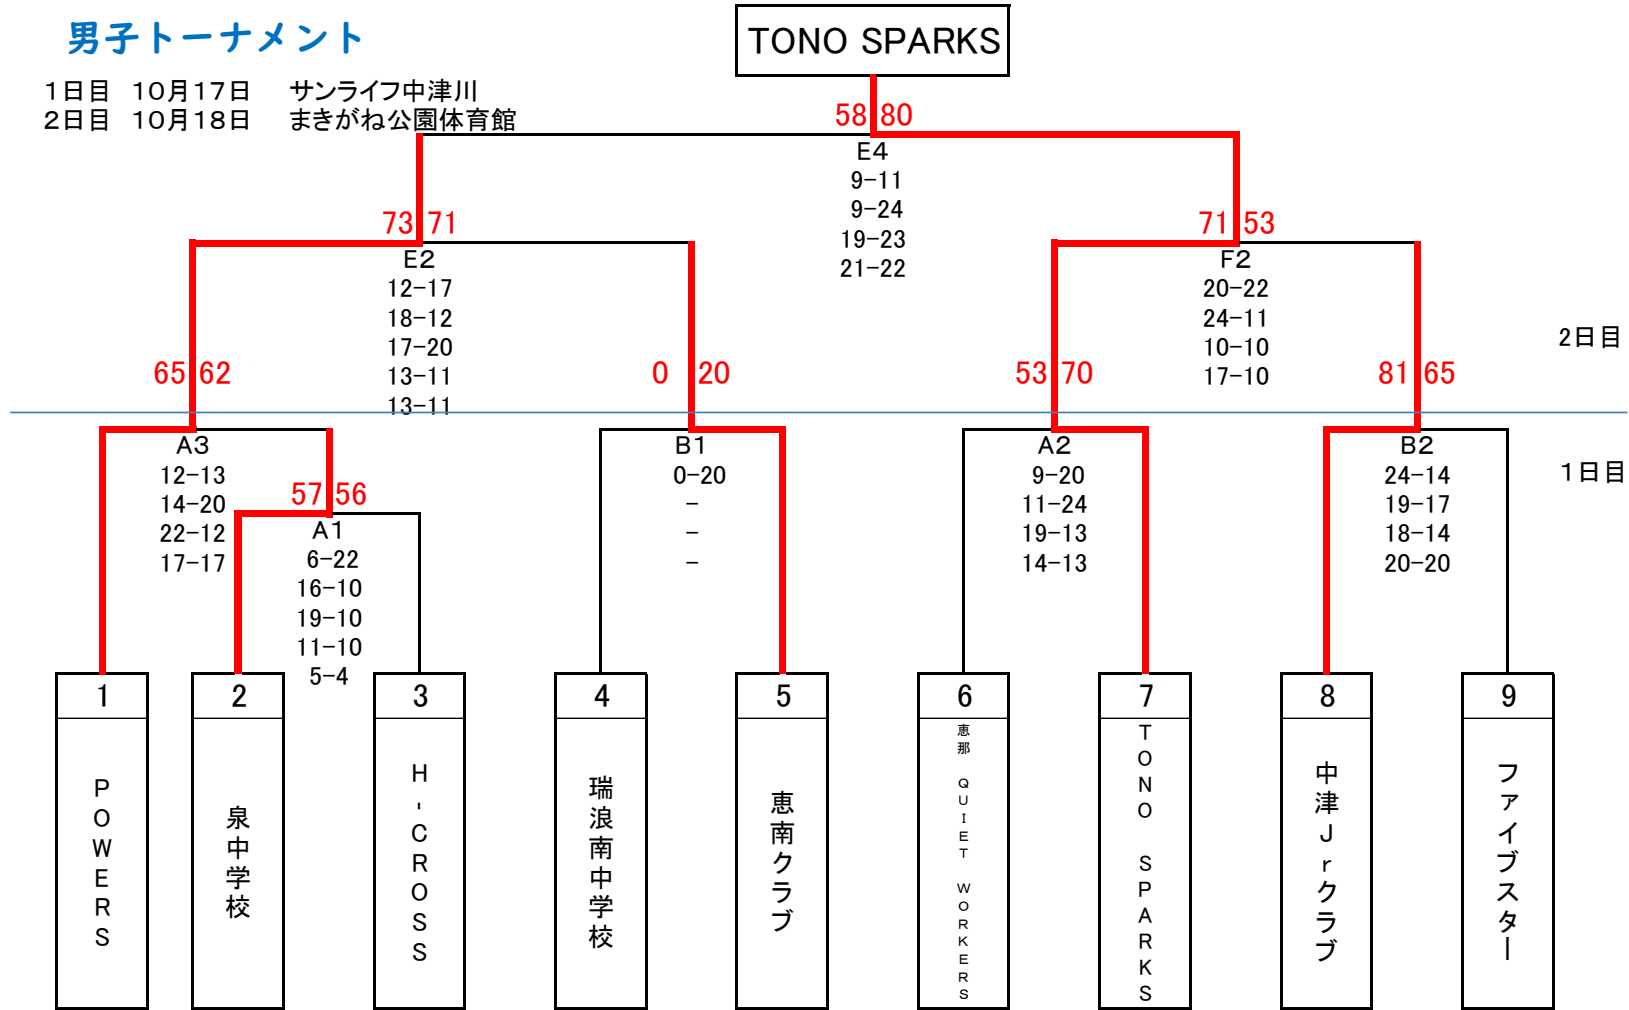 男子トーナメント
TONO SPARKS
1日目 10月17日 サンライフ中津川
2日目 10月18日 まきがね公園体育館
58 80
E4
9-11
9-24
19-23
21-22
73 71
E2
12-17
18-12
17-20
13-11
13-11
71 53
F2
20-22
24-11
10-10
17-10
2日目
65 62
0 20
53 70
81 65
A3
12-13
14-20
22-12
17-17
57 56
A1
6-22
16-10
19-10
11-10
5-4
B1
0-20
-
-
-
A2
9-20
11-24
19-13
14-13
B2
24-14
19-17
18-14
20-20
1日目
1
POWERS
2
泉中学校
3
H-CROSS
4
瑞浪南中学校
5
恵南クラブ
6
恵那 QUIET WORKERS
7
TONO SPARKS
8
中津Jrクラブ
9
ファイブスター